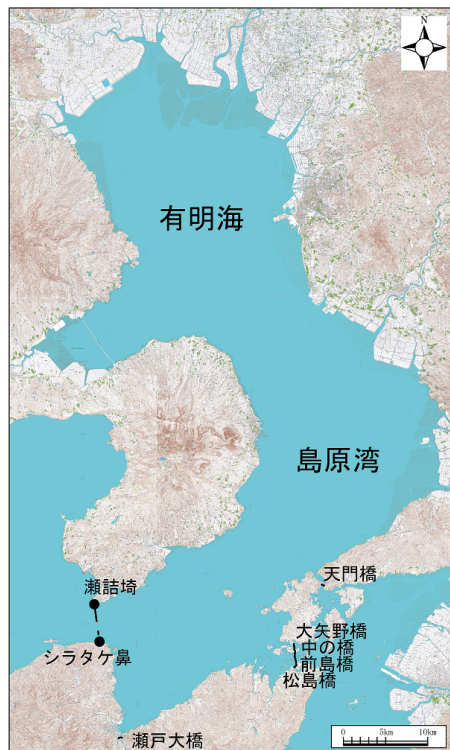 N
有明海
島原湾
天門橋
瀬詰埼
大矢野橋
中の橋
シラタケ鼻
前島橋
松島橋
瀬戸大橋
0 5km 10km